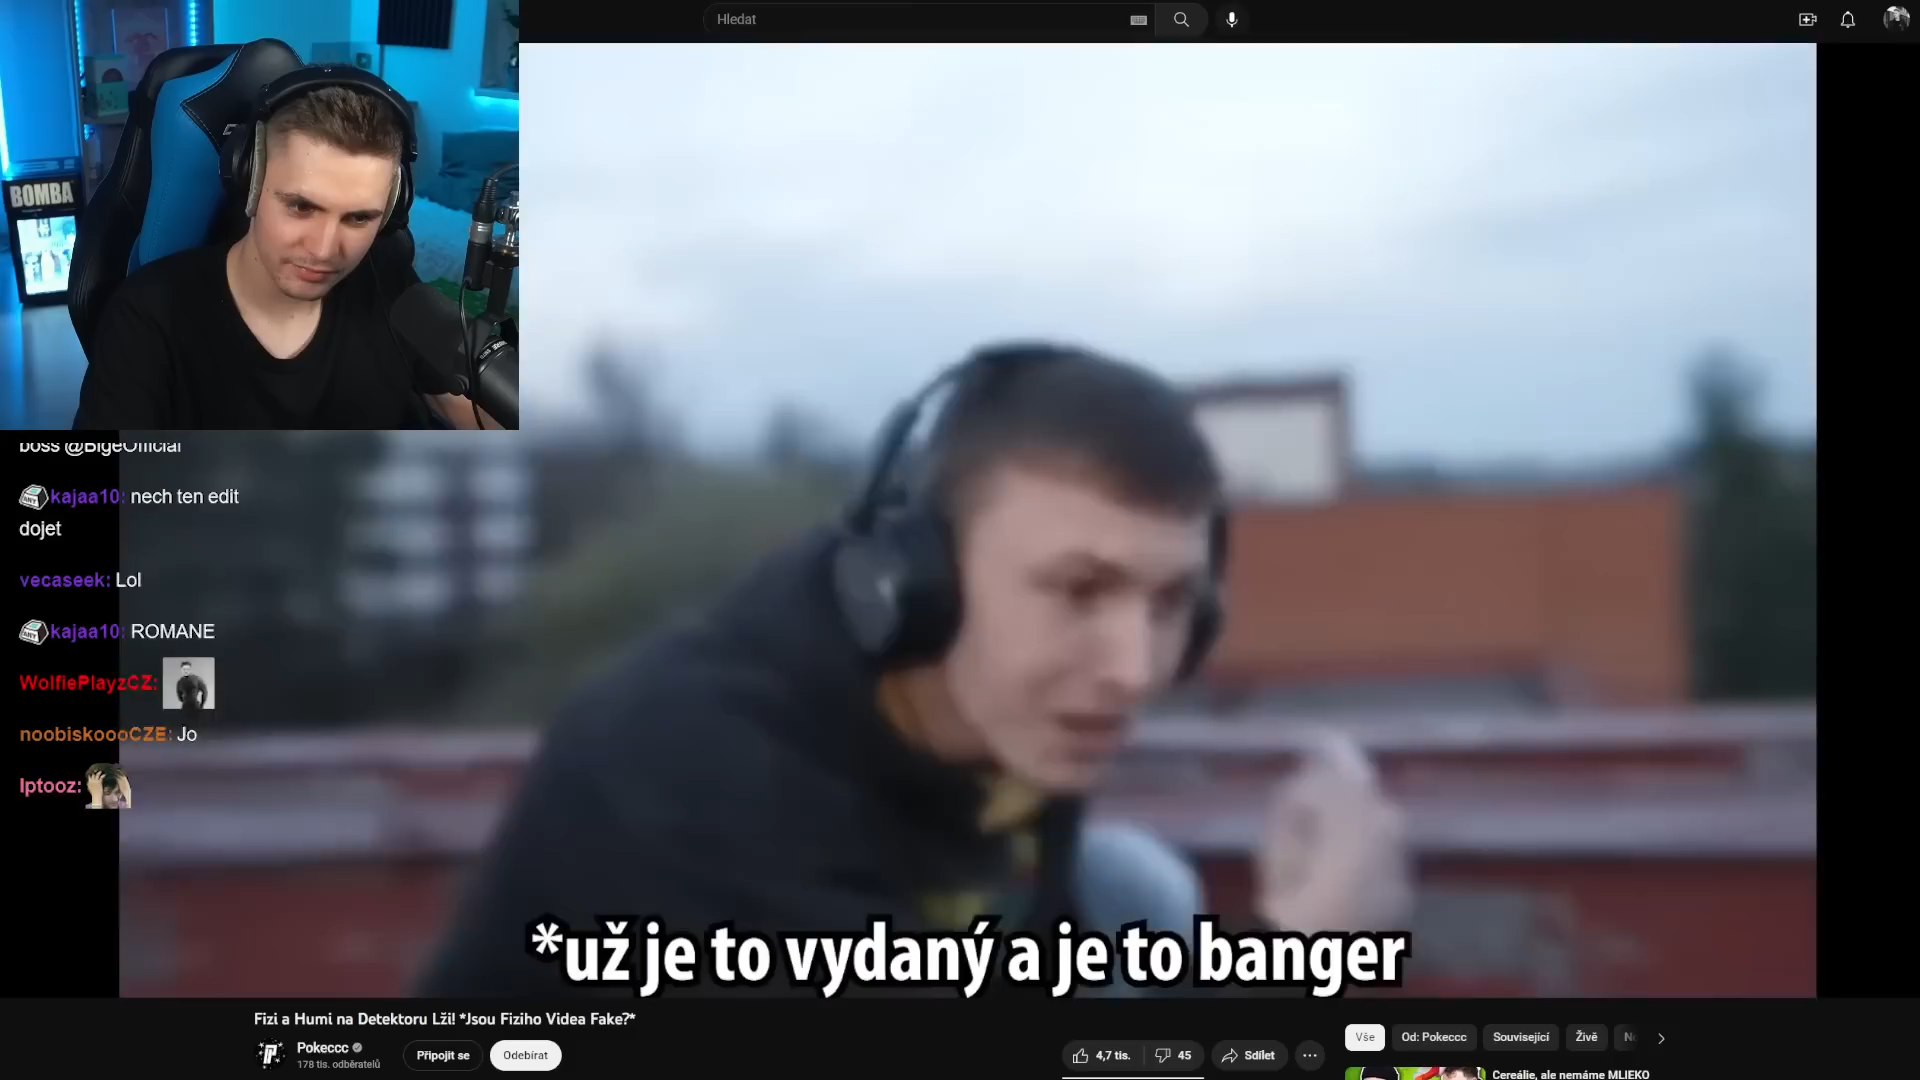 Hledat
BOMBA
boss @BigeOfficial
kajaa10: nech ten edit
dojet
vecaseek: Lol
kajaa10: ROMANE
WolfiePlayzCZ:
noobiskoooCZE: Jo
lptooz:
*už je to vydaný a je to banger
Fizi a Humi na Detektoru Lži! *Jsou Fiziho Videa Fake?*
Pokeccc
178 tis. odběratelů
Připojit se
Odebírat
4,7 tis.
45
Sdílet
Vše
Od: Pokeccc
Související
Živě
Cereálie, ale nemáme MLIEKO